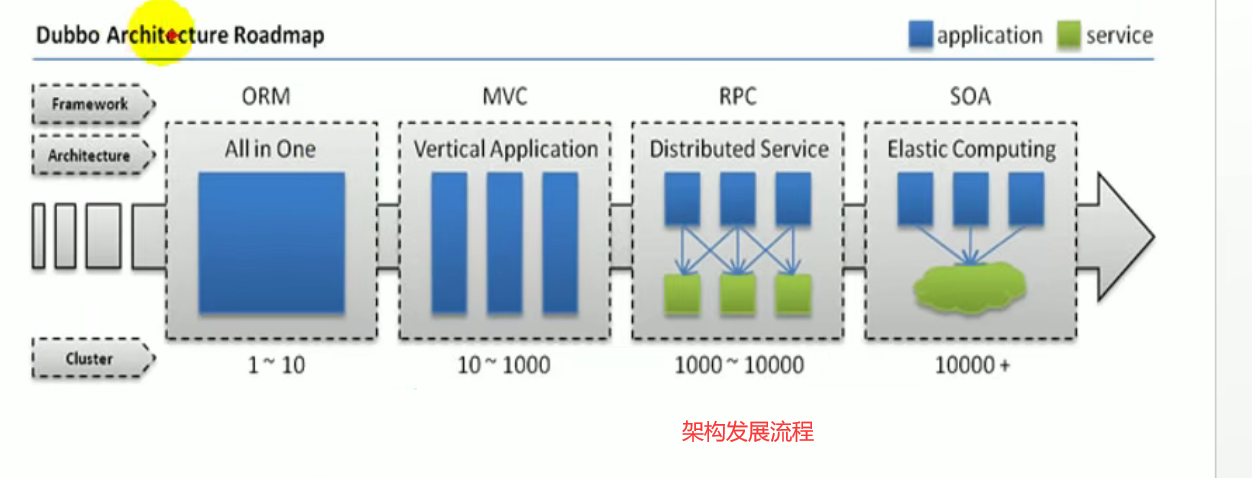 Dubbo Architecture Roadmap
application
service
Framework
ORM
MVC
RPC
SOA
Architecture
All in One
Vertical Application
Distributed Service
Elastic Computing
Cluster
1 ~ 10
10 ~ 1000
1000 ~ 10000
10000 +
架构发展流程